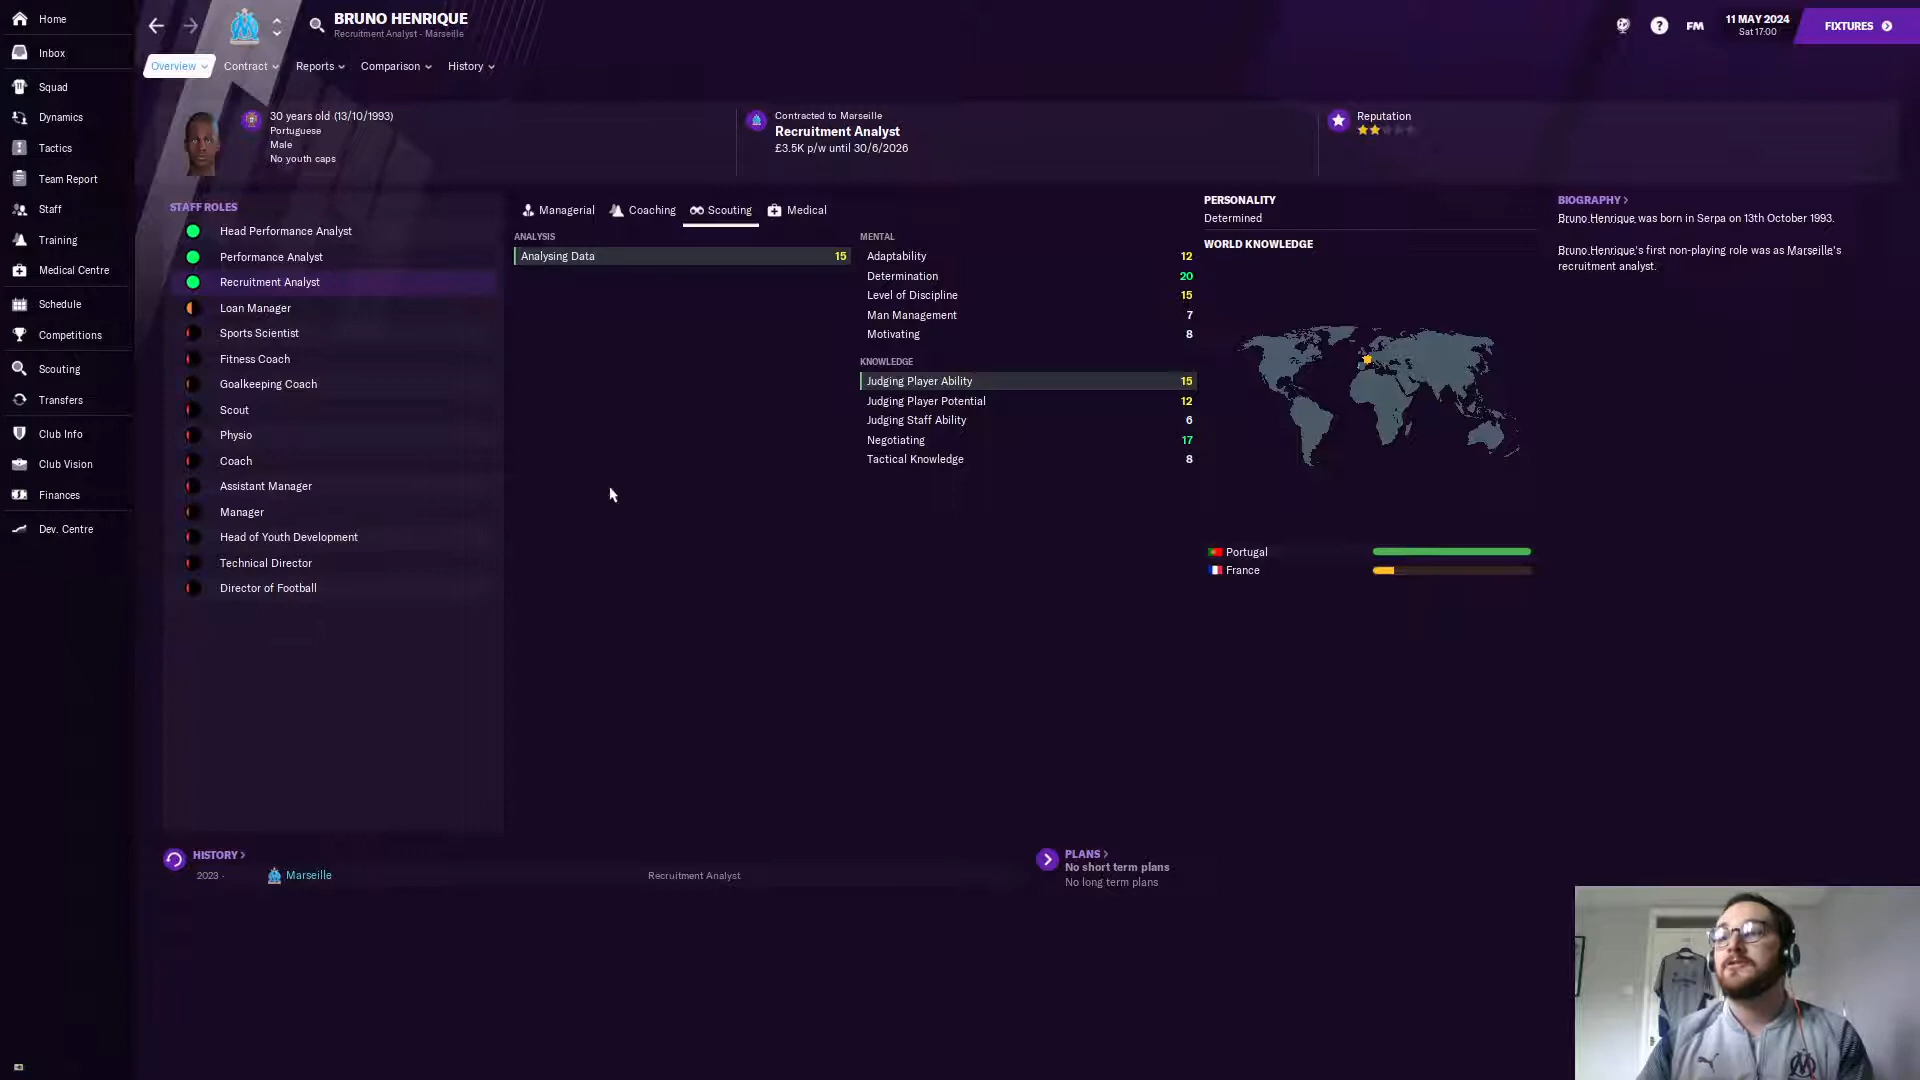 Home
Inbox
Squad
Dynamics
Tactics
Team Report
Staff
Training
Medical Centre
Schedule
Competitions
Scouting
Transfers
Club Info
Club Vision
Finances
Dev. Centre
BRUNO HENRIQUE
Recruitment Analyst - Marseille
FM
11 MAY 2024
Sat 17:00
FIXTURES
Overview
Contract
Reports
Comparison
History
30 years old (13/10/1993)
Portuguese
Male
No youth caps
Contracted to Marseille
Recruitment Analyst
£3.5K p/w until 30/6/2026
Reputation
STAFF ROLES
Head Performance Analyst
Performance Analyst
Recruitment Analyst
Loan Manager
Sports Scientist
Fitness Coach
Goalkeeping Coach
Scout
Physio
Coach
Assistant Manager
Manager
Head of Youth Development
Technical Director
Director of Football
Managerial
Coaching
Scouting
Medical
ANALYSIS
Analysing Data 15
MENTAL
Adaptability 12
Determination 20
Level of Discipline 15
Man Management 7
Motivating 8
KNOWLEDGE
Judging Player Ability 15
Judging Player Potential 12
Judging Staff Ability 6
Negotiating 17
Tactical Knowledge 8
PERSONALITY
Determined
WORLD KNOWLEDGE
Portugal
France
BIOGRAPHY >
Bruno Henrique was born in Serpa on 13th October 1993.
Bruno Henrique's first non-playing role was as Marseille's
recruitment analyst.
HISTORY >
2023 - Marseille Recruitment Analyst
PLANS >
No short term plans
No long term plans